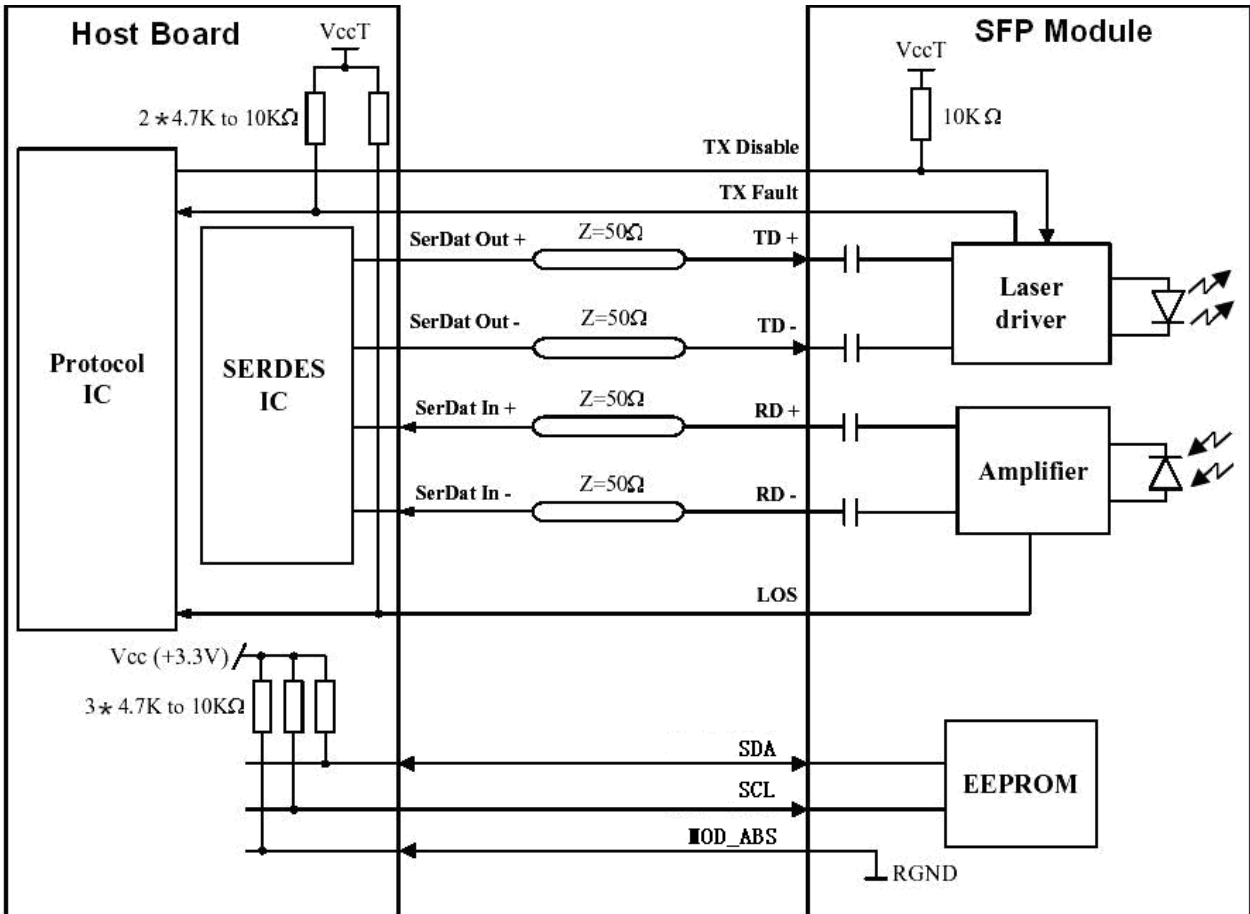 Host Board
SFP Module
VccT
VccT
2*4.7K to 10KΩ
10KΩ
TX Disable
TX Fault
SerDat Out +
Z=50Ω
TD +
Laser
driver
SerDat Out -
Z=50Ω
TD -
Protocol
IC
SERDES
IC
SerDat In +
Z=50Ω
RD +
Amplifier
SerDat In -
Z=50Ω
RD -
LOS
Vcc (+3.3V)
3*4.7K to 10KΩ
SDA
SCL
EEPROM
MOD_ABS
RGND